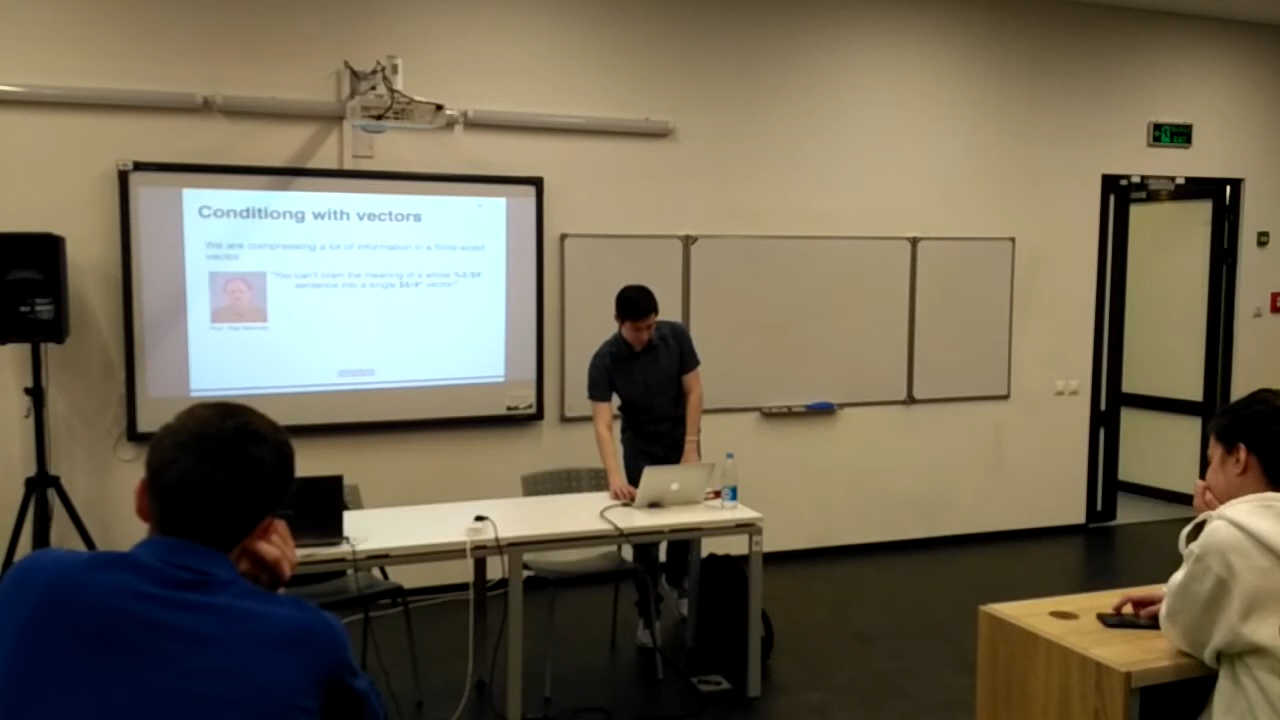 Conditiong with vectors
We are compressing a lot of information in a finite-sized
vector
"You can't cram the meaning of a whole %&!$#
sentence into a single $&!#* vector."
EXIT